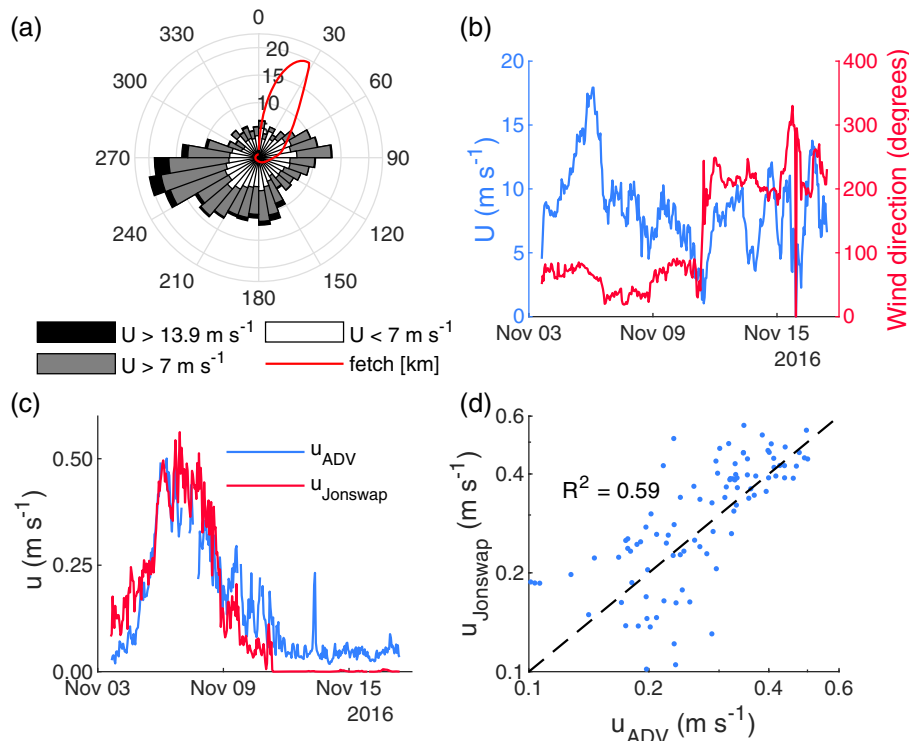 (a)
0
30
60
90
120
150
180
210
240
270
300
330
20
15
10
U > 13.9 m s⁻¹
U < 7 m s⁻¹
U > 7 m s⁻¹
fetch [km]
(b)
20
15
10
5
0
U (m s⁻¹)
400
300
200
100
0
Wind direction (degrees)
Nov 03
Nov 09
Nov 15
2016
(c)
0.50
0.25
0.00
u (m s⁻¹)
u_ADV
u_Jonswap
Nov 03
Nov 09
Nov 15
2016
(d)
0.6
0.4
0.2
0.1
u_Jonswap (m s⁻¹)
R² = 0.59
0.1
0.2
0.4
0.6
u_ADV (m s⁻¹)